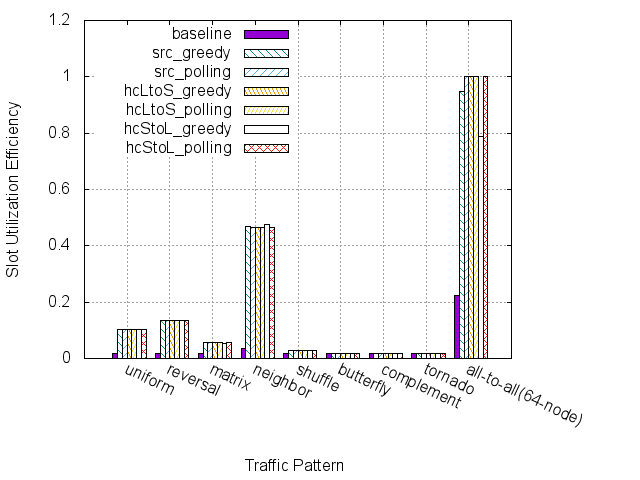 1.2
1
0.8
0.6
0.4
0.2
0
Slot Utilization Efficiency
baseline
src_greedy
src_polling
hcLtoS_greedy
hcLtoS_polling
hcStoL_greedy
hcStoL_polling
uniform
reversal
matrix
neighbor
shuffle
butterfly
complement
tornado
all-to-all(64-node)
Traffic Pattern